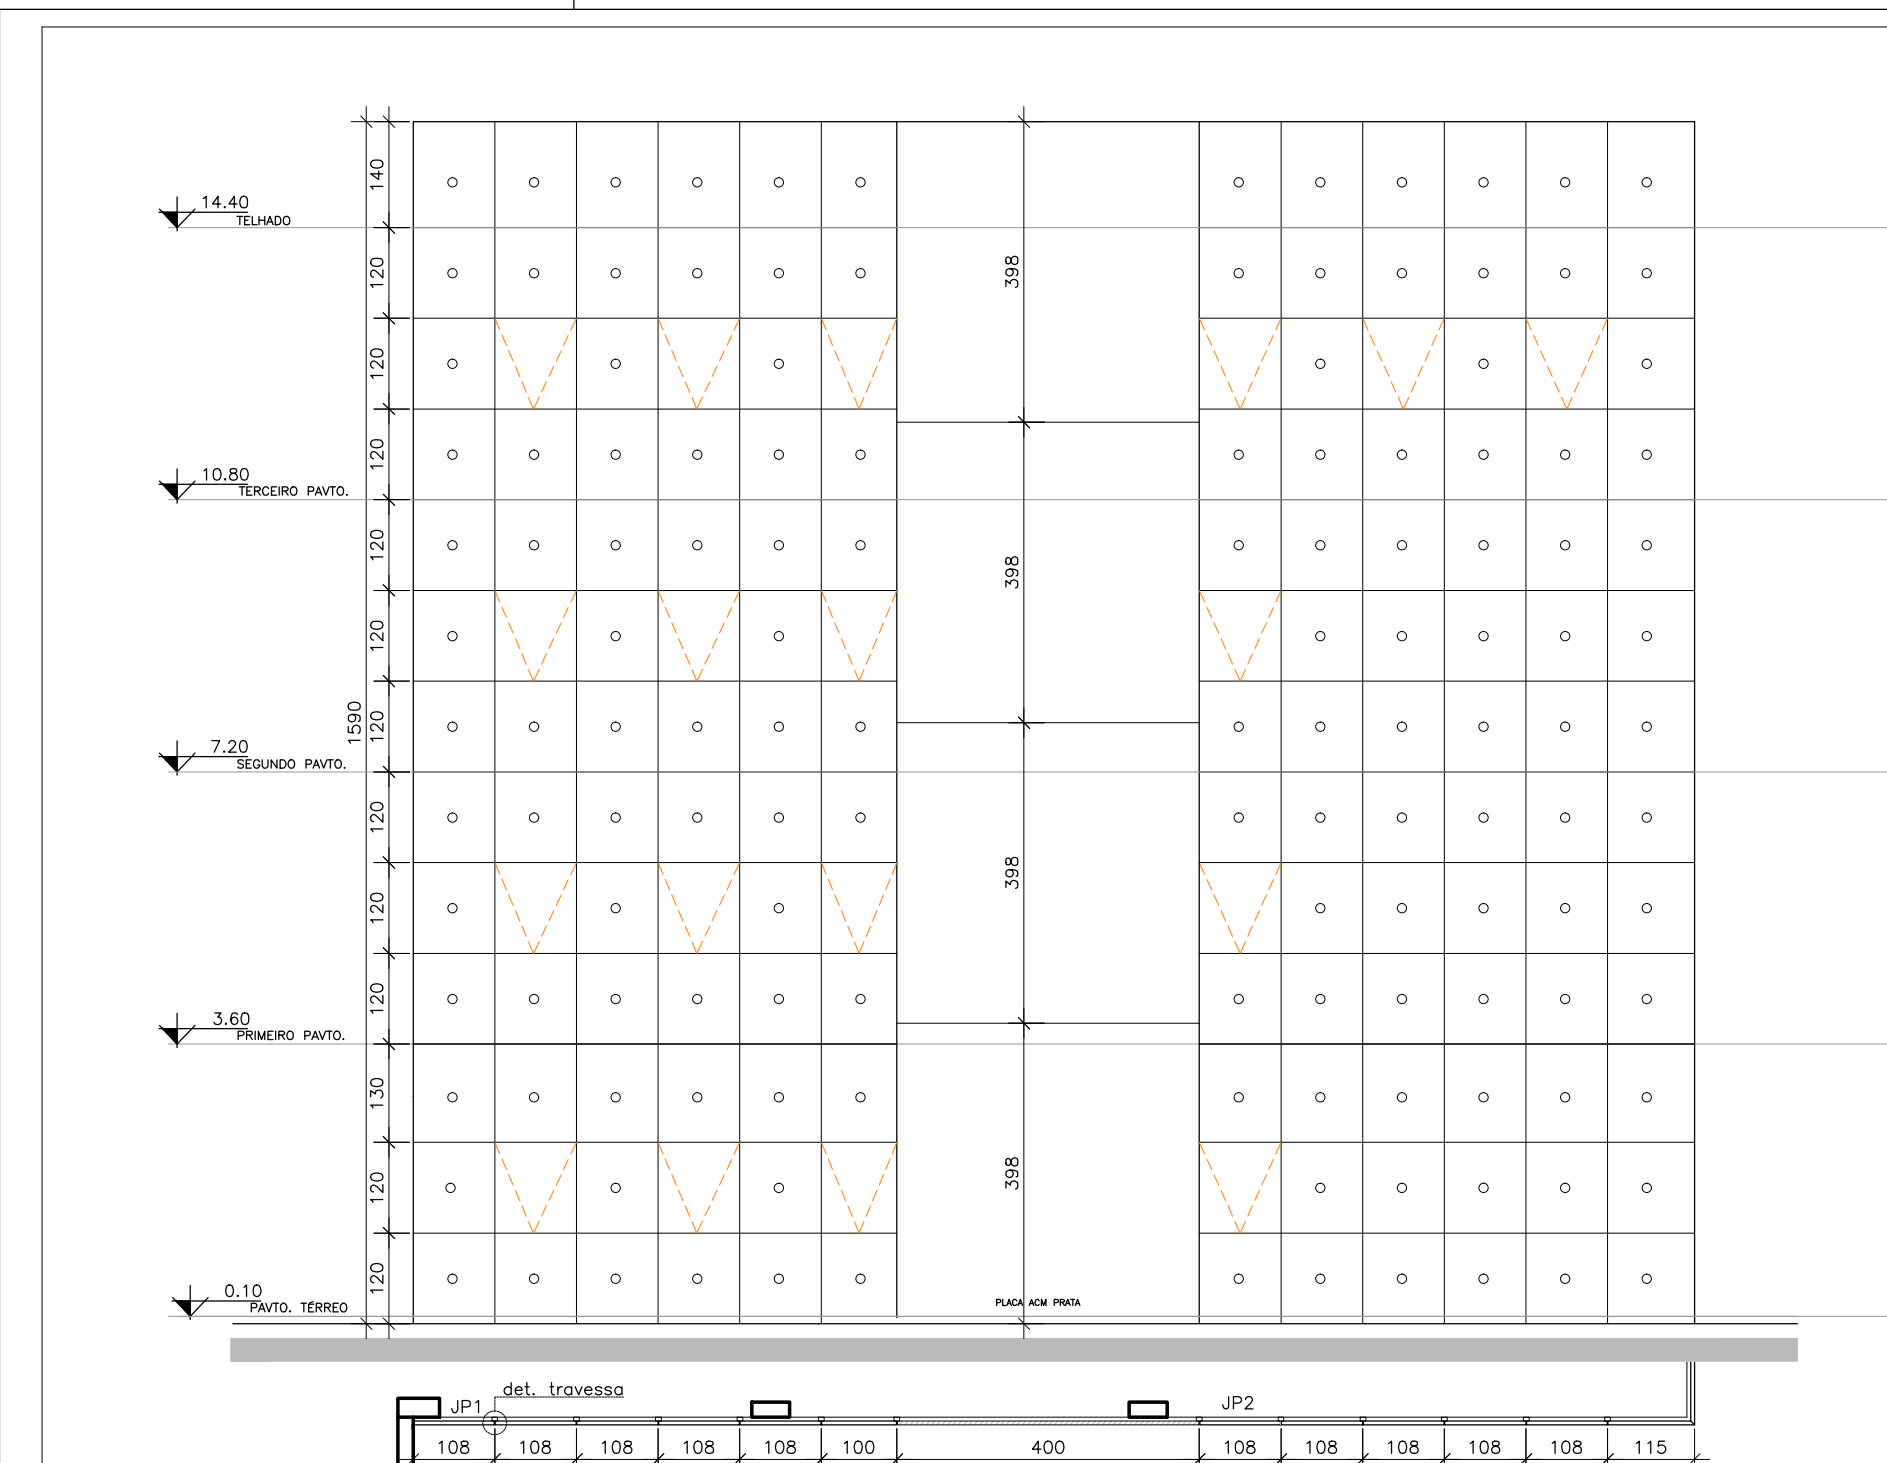 140
14.40
TELHADO
120
398
120
120
10.80
TERCEIRO PAVTO.
120
398
120
1590
120
7.20
SEGUNDO PAVTO.
120
398
120
120
3.60
PRIMEIRO PAVTO.
130
398
120
120
0.10
PAVTO. TÉRREO
PLACA ACM PRATA
det. travessa
JP1
JP2
108 108 108 108 108 100 400 108 108 108 108 108 115